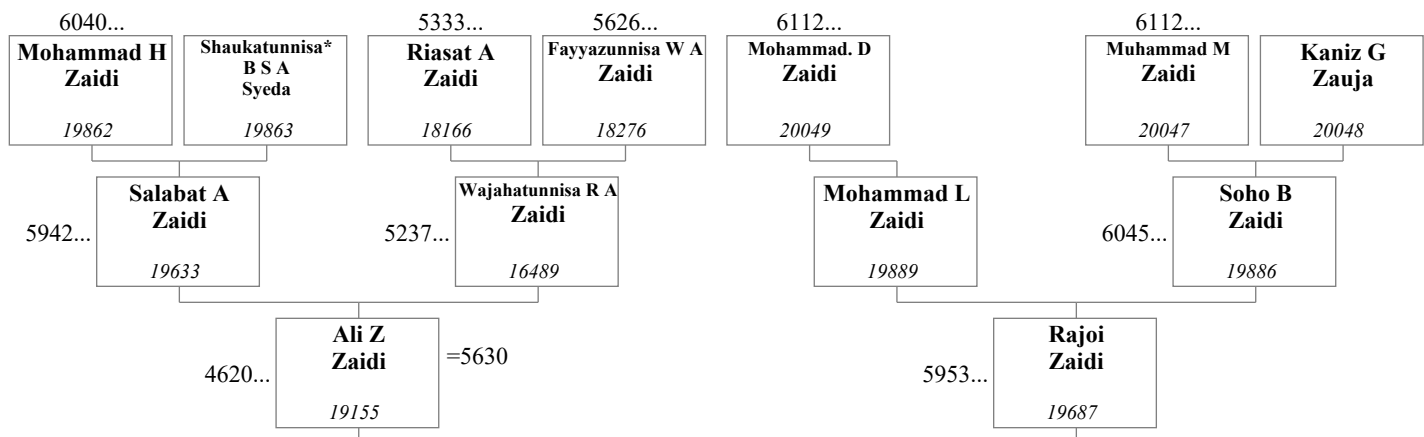 6040...
Mohammad H
Zaidi
19862
Shaukatunnisa*
B S A
Syeda
19863
5333...
Riasat A
Zaidi
18166
5626...
Fayyazunnisa W A
Zaidi
18276
6112...
Mohammad. D
Zaidi
20049
6112...
Muhammad M
Zaidi
20047
Kaniz G
Zauja
20048
5942...
Salabat A
Zaidi
19633
5237...
Wajahatunnisa R A
Zaidi
16489
Mohammad L
Zaidi
19889
6045...
Soho B
Zaidi
19886
4620...
Ali Z
Zaidi
19155
=5630
5953...
Rajoi
Zaidi
19687